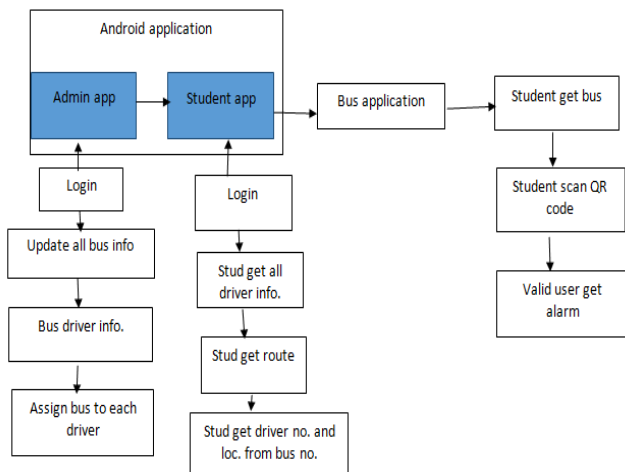 Android application
Admin app
Student app
Bus application
Student get bus
Login
Login
Student scan QR
code
Update all bus info
Stud get all
driver info.
Valid user get
alarm
Bus driver info.
Stud get route
Assign bus to each
driver
Stud get driver no. and
loc. from bus no.